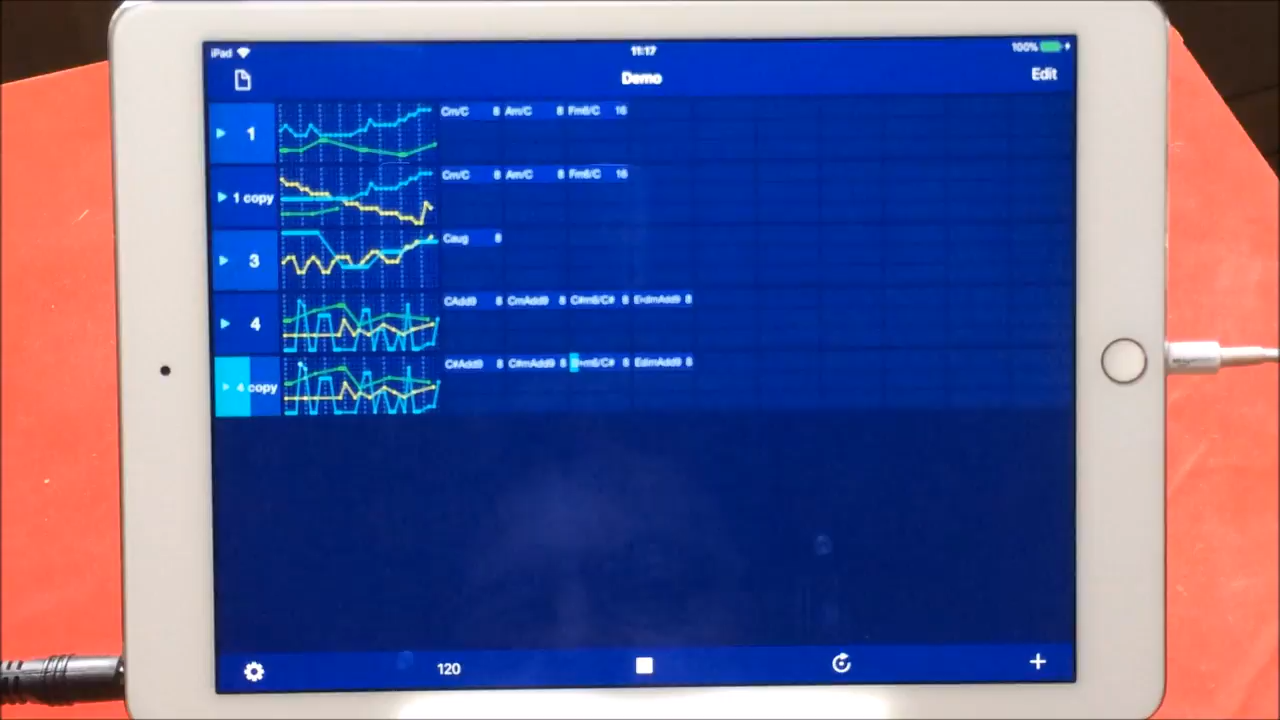 iPad 11:17 100%
Demo Edit
1 Cm/C 8 Am/C 8 Fm6/C 16
1 copy Cm/C 8 Am/C 8 Fm6/C 16
3 Caug 8
4 CAdd9 8 CmAdd9 8 C#m6/C# 8 8
4 copy C#Add9 8 C#mAdd9 8 8 EdimAdd9 8
120